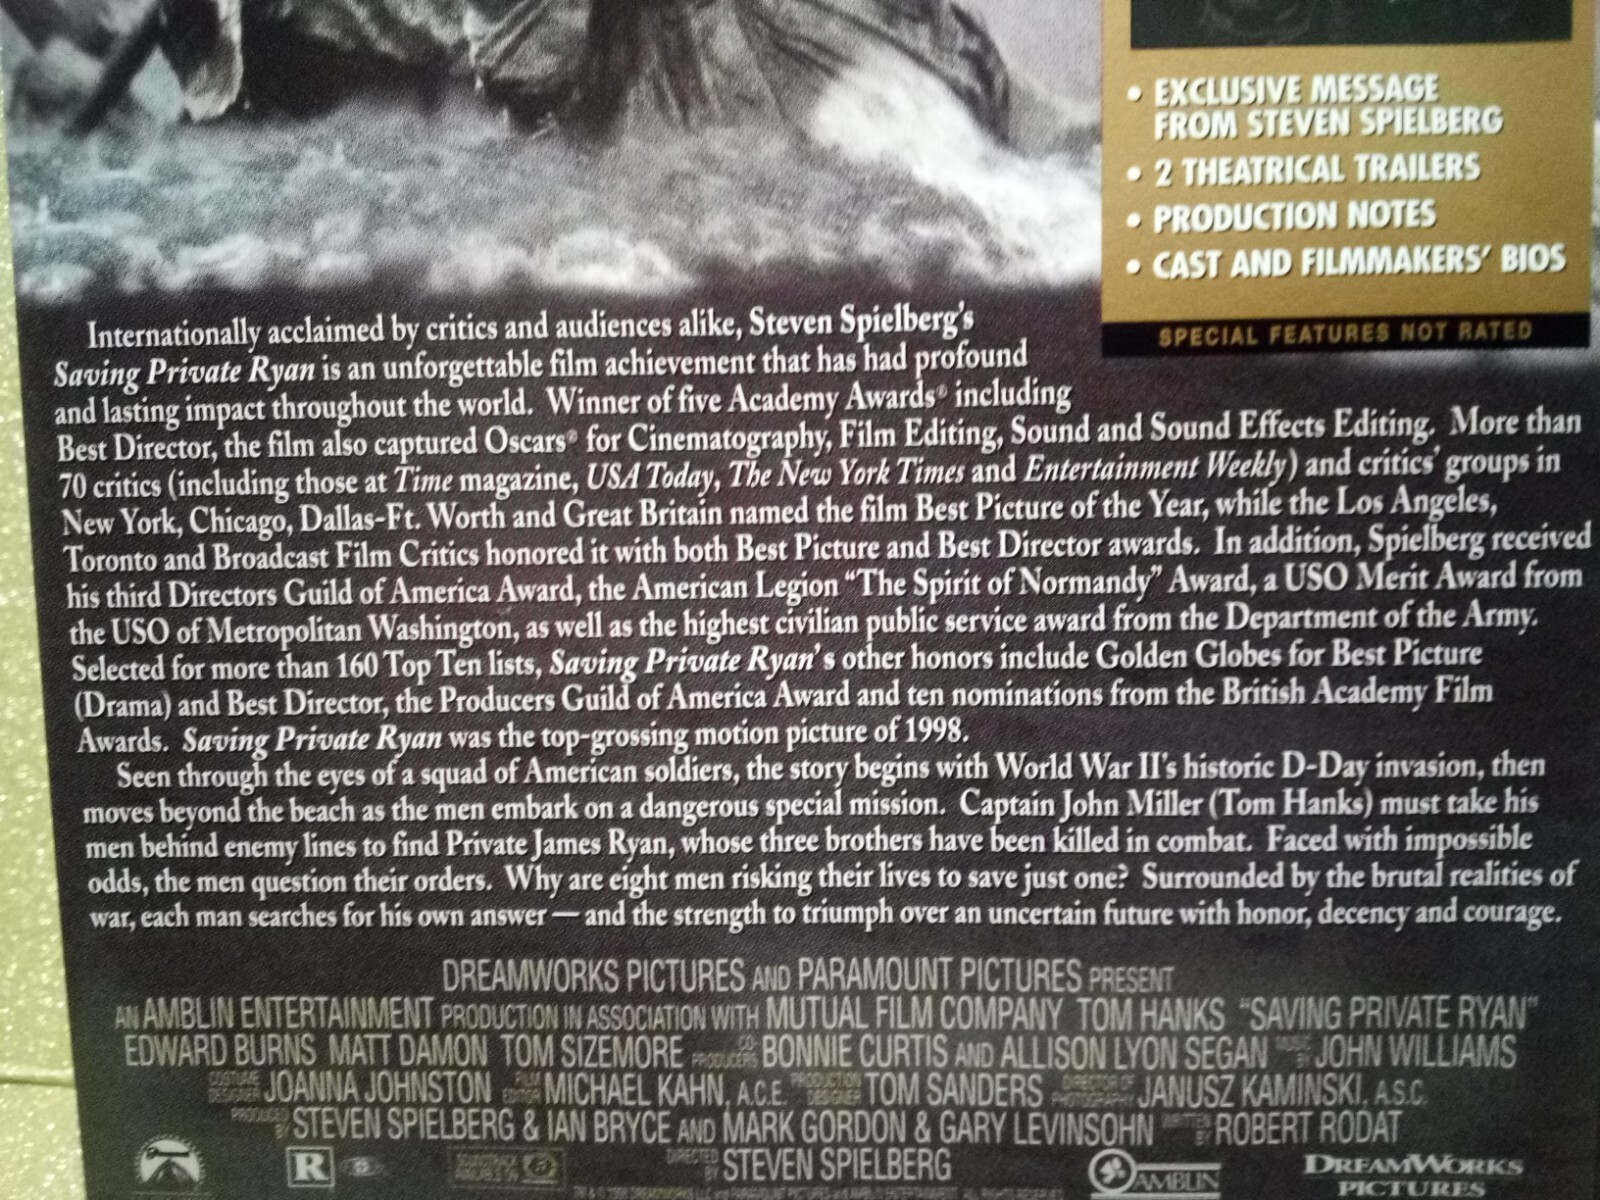 • EXCLUSIVE MESSAGE
FROM STEVEN SPIELBERG
• 2 THEATRICAL TRAILERS
• PRODUCTION NOTES
• CAST AND FILMMAKERS' BIOS
SPECIAL FEATURES NOT RATED
Internationally acclaimed by critics and audiences alike, Steven Spielberg's
Saving Private Ryan is an unforgettable film achievement that has had profound
and lasting impact throughout the world. Winner of five Academy Awards® including
Best Director, the film also captured Oscars® for Cinematography, Film Editing, Sound and Sound Effects Editing. More than
70 critics (including those at Time magazine, USA Today, The New York Times and Entertainment Weekly) and critics' groups in
New York, Chicago, Dallas-Ft. Worth and Great Britain named the film Best Picture of the Year, while the Los Angeles,
Toronto and Broadcast Film Critics honored it with both Best Picture and Best Director awards. In addition, Spielberg received
his third Directors Guild of America Award, the American Legion “The Spirit of Normandy” Award, a USO Merit Award from
the USO of Metropolitan Washington, as well as the highest civilian public service award from the Department of the Army.
Selected for more than 160 Top Ten lists, Saving Private Ryan's other honors include Golden Globes for Best Picture
(Drama) and Best Director, the Producers Guild of America Award and ten nominations from the British Academy Film
Awards. Saving Private Ryan was the top-grossing motion picture of 1998.
Seen through the eyes of a squad of American soldiers, the story begins with World War II's historic D-Day invasion, then
moves beyond the beach as the men embark on a dangerous special mission. Captain John Miller (Tom Hanks) must take his
men behind enemy lines to find Private James Ryan, whose three brothers have been killed in combat. Faced with impossible
odds, the men question their orders. Why are eight men risking their lives to save just one? Surrounded by the brutal realities of
war, each man searches for his own answer — and the strength to triumph over an uncertain future with honor, decency and courage.
DREAMWORKS PICTURES AND PARAMOUNT PICTURES PRESENT
AN AMBLIN ENTERTAINMENT PRODUCTION IN ASSOCIATION WITH MUTUAL FILM COMPANY TOM HANKS “SAVING PRIVATE RYAN”
EDWARD BURNS MATT DAMON TOM SIZEMORE CO-PRODUCERS BONNIE CURTIS AND ALLISON LYON SEGAN MUSIC BY JOHN WILLIAMS
COSTUME DESIGNER JOANNA JOHNSTON FILM EDITOR MICHAEL KAHN, A.C.E. PRODUCTION DESIGNER TOM SANDERS DIRECTOR OF PHOTOGRAPHY JANUSZ KAMINSKI, A.S.C.
PRODUCED BY STEVEN SPIELBERG & IAN BRYCE AND MARK GORDON & GARY LEVINSOHN WRITTEN BY ROBERT RODAT
R DIRECTED BY STEVEN SPIELBERG AMBLIN DREAMWORKS
PICTURES